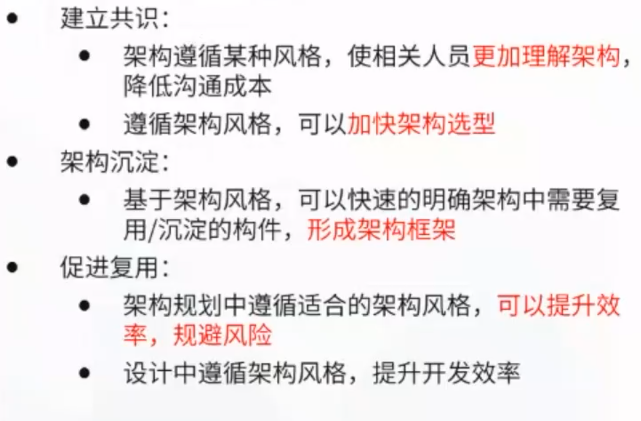 建立共识：
架构遵循某种风格，使相关人员更加理解架构，
降低沟通成本
遵循架构风格，可以加快架构选型
架构沉淀：
基于架构风格，可以快速的明确架构中需要复
用/沉淀的构件，形成架构框架
促进复用：
架构规划中遵循适合的架构风格，可以提升效
率，规避风险
设计中遵循架构风格，提升开发效率